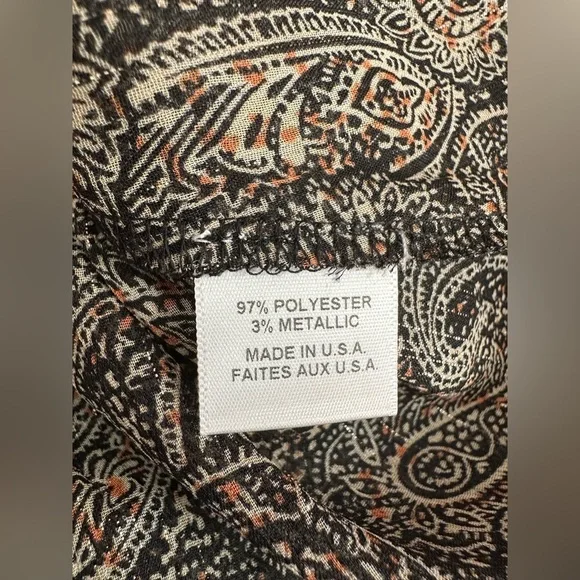 97% POLYESTER
3% METALLIC
MADE IN U.S.A.
FAITES AUX U.S.A.